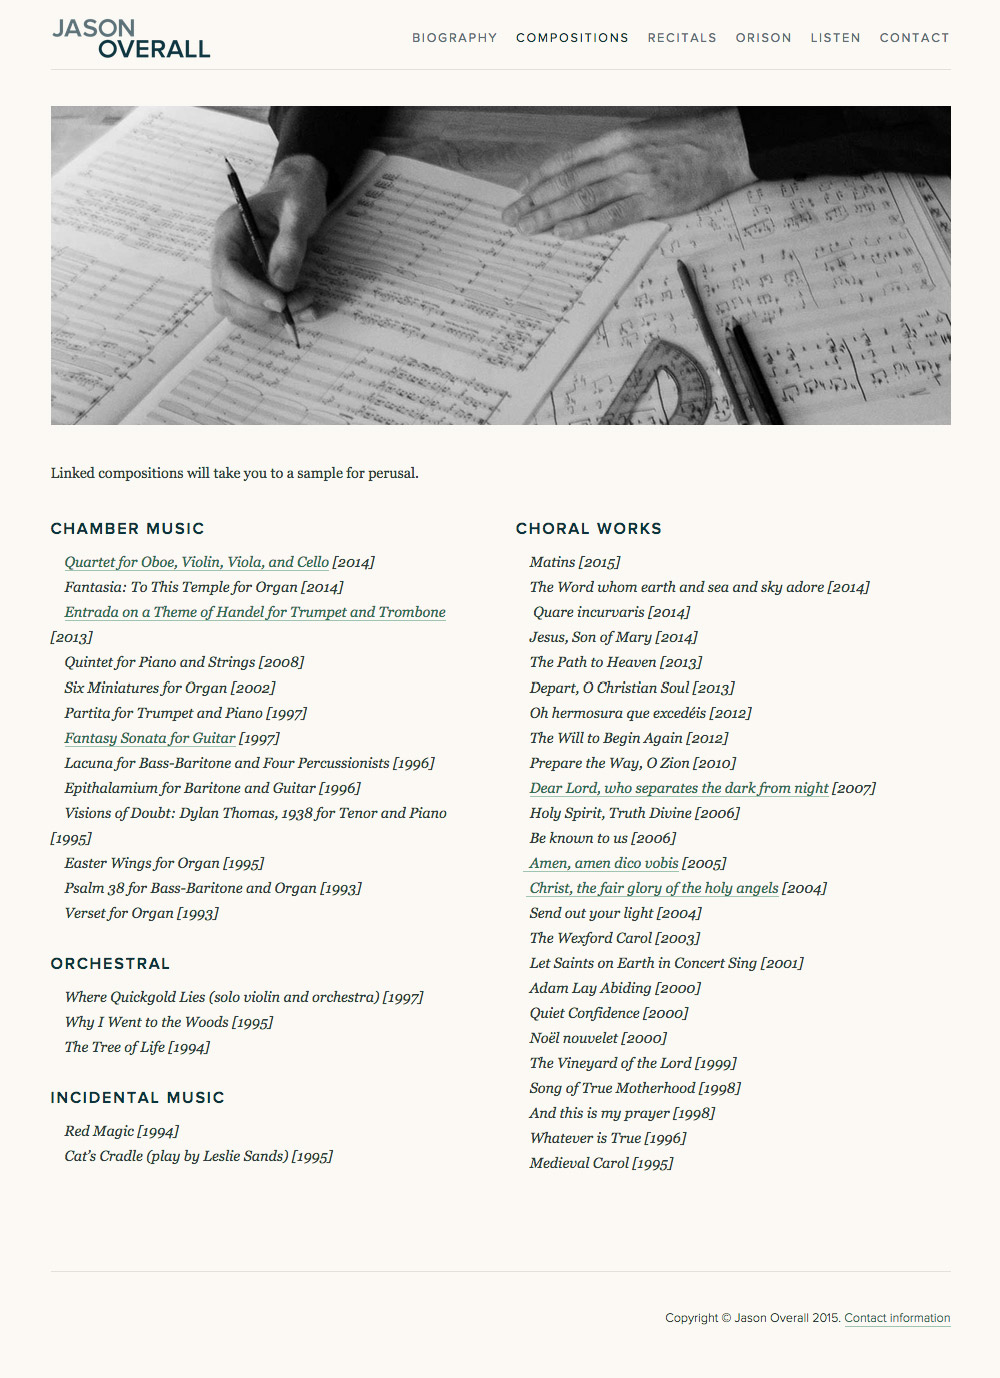 JASON
OVERALL
BIOGRAPHY COMPOSITIONS RECITALS ORISON LISTEN CONTACT
Linked compositions will take you to a sample for perusal.
CHAMBER MUSIC
Quartet for Oboe, Violin, Viola, and Cello [2014]
Fantasia: To This Temple for Organ [2014]
Entrada on a Theme of Handel for Trumpet and Trombone
[2013]
Quintet for Piano and Strings [2008]
Six Miniatures for Organ [2002]
Partita for Trumpet and Piano [1997]
Fantasy Sonata for Guitar [1997]
Lacuna for Bass-Baritone and Four Percussionists [1996]
Epithalamium for Baritone and Guitar [1996]
Visions of Doubt: Dylan Thomas, 1938 for Tenor and Piano
[1995]
Easter Wings for Organ [1995]
Psalm 38 for Bass-Baritone and Organ [1993]
Verset for Organ [1993]
ORCHESTRAL
Where Quickgold Lies (solo violin and orchestra) [1997]
Why I Went to the Woods [1995]
The Tree of Life [1994]
INCIDENTAL MUSIC
Red Magic [1994]
Cat’s Cradle (play by Leslie Sands) [1995]
CHORAL WORKS
Matins [2015]
The Word whom earth and sea and sky adore [2014]
Quare incurvaris [2014]
Jesus, Son of Mary [2014]
The Path to Heaven [2013]
Depart, O Christian Soul [2013]
Oh hermosura que excedéis [2012]
The Will to Begin Again [2012]
Prepare the Way, O Zion [2010]
Dear Lord, who separates the dark from night [2007]
Holy Spirit, Truth Divine [2006]
Be known to us [2006]
Amen, amen dico vobis [2005]
Christ, the fair glory of the holy angels [2004]
Send out your light [2004]
The Wexford Carol [2003]
Let Saints on Earth in Concert Sing [2001]
Adam Lay Abiding [2000]
Quiet Confidence [2000]
Noël nouvelet [2000]
The Vineyard of the Lord [1999]
Song of True Motherhood [1998]
And this is my prayer [1998]
Whatever is True [1996]
Medieval Carol [1995]
Copyright © Jason Overall 2015. Contact information